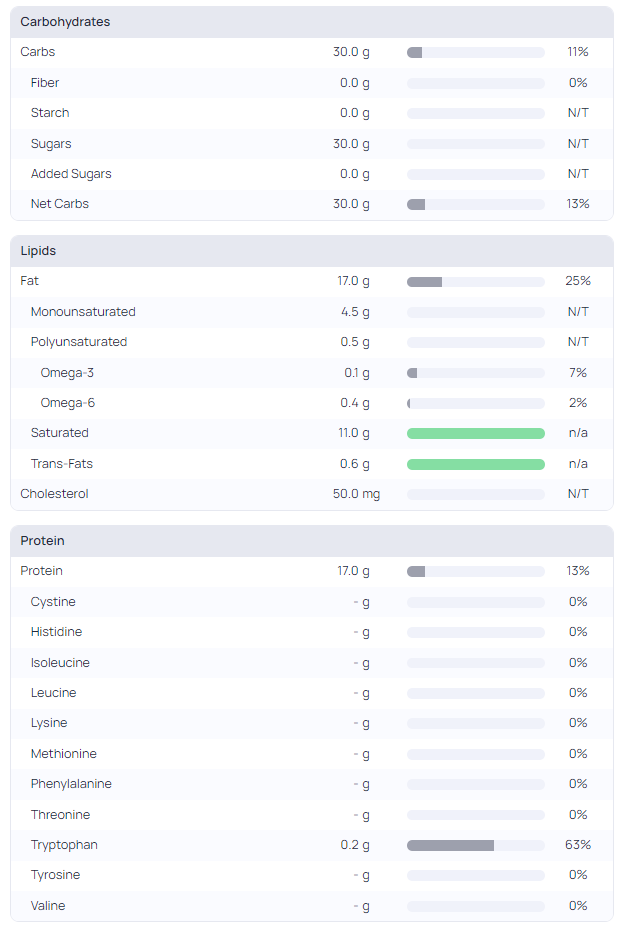 Carbohydrates
Carbs 30.0 g 11%
Fiber 0.0 g 0%
Starch 0.0 g N/T
Sugars 30.0 g N/T
Added Sugars 0.0 g N/T
Net Carbs 30.0 g 13%
Lipids
Fat 17.0 g 25%
Monounsaturated 4.5 g N/T
Polyunsaturated 0.5 g N/T
Omega-3 0.1 g 7%
Omega-6 0.4 g 2%
Saturated 11.0 g n/a
Trans-Fats 0.6 g n/a
Cholesterol 50.0 mg N/T
Protein
Protein 17.0 g 13%
Cystine - g 0%
Histidine - g 0%
Isoleucine - g 0%
Leucine - g 0%
Lysine - g 0%
Methionine - g 0%
Phenylalanine - g 0%
Threonine - g 0%
Tryptophan 0.2 g 63%
Tyrosine - g 0%
Valine - g 0%